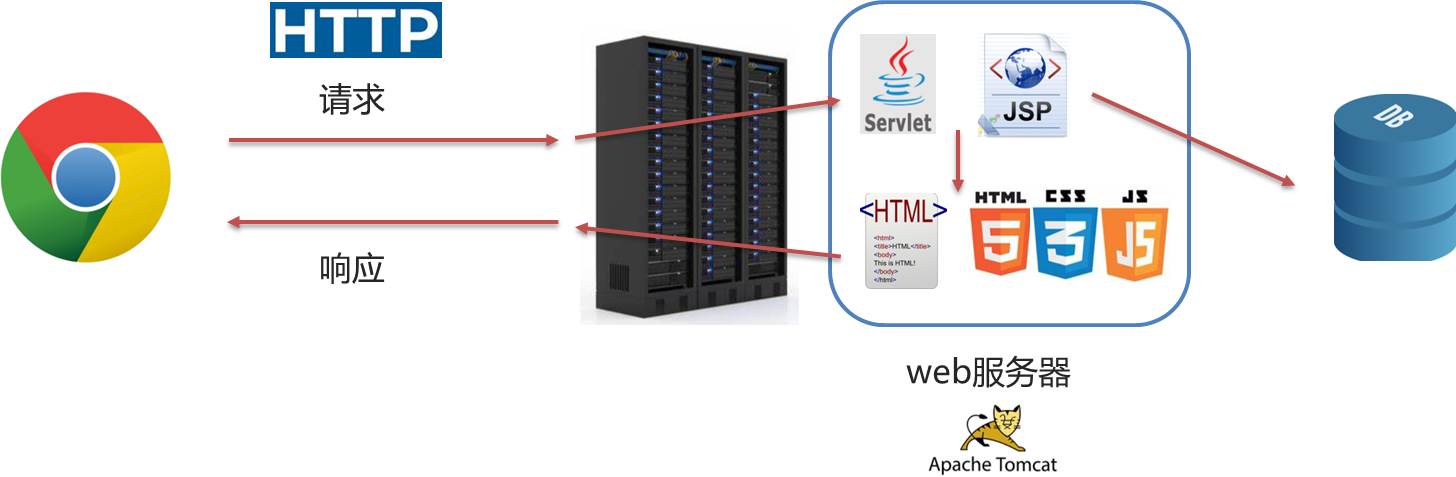 HTTP
请求
响应
Servlet
JSP
<HTML>
<html>
<title>HTML</title>
<body>
This is HTML!
</body>
</html>
HTML
5
CSS
3
JS
JS
DB
web服务器
Apache Tomcat